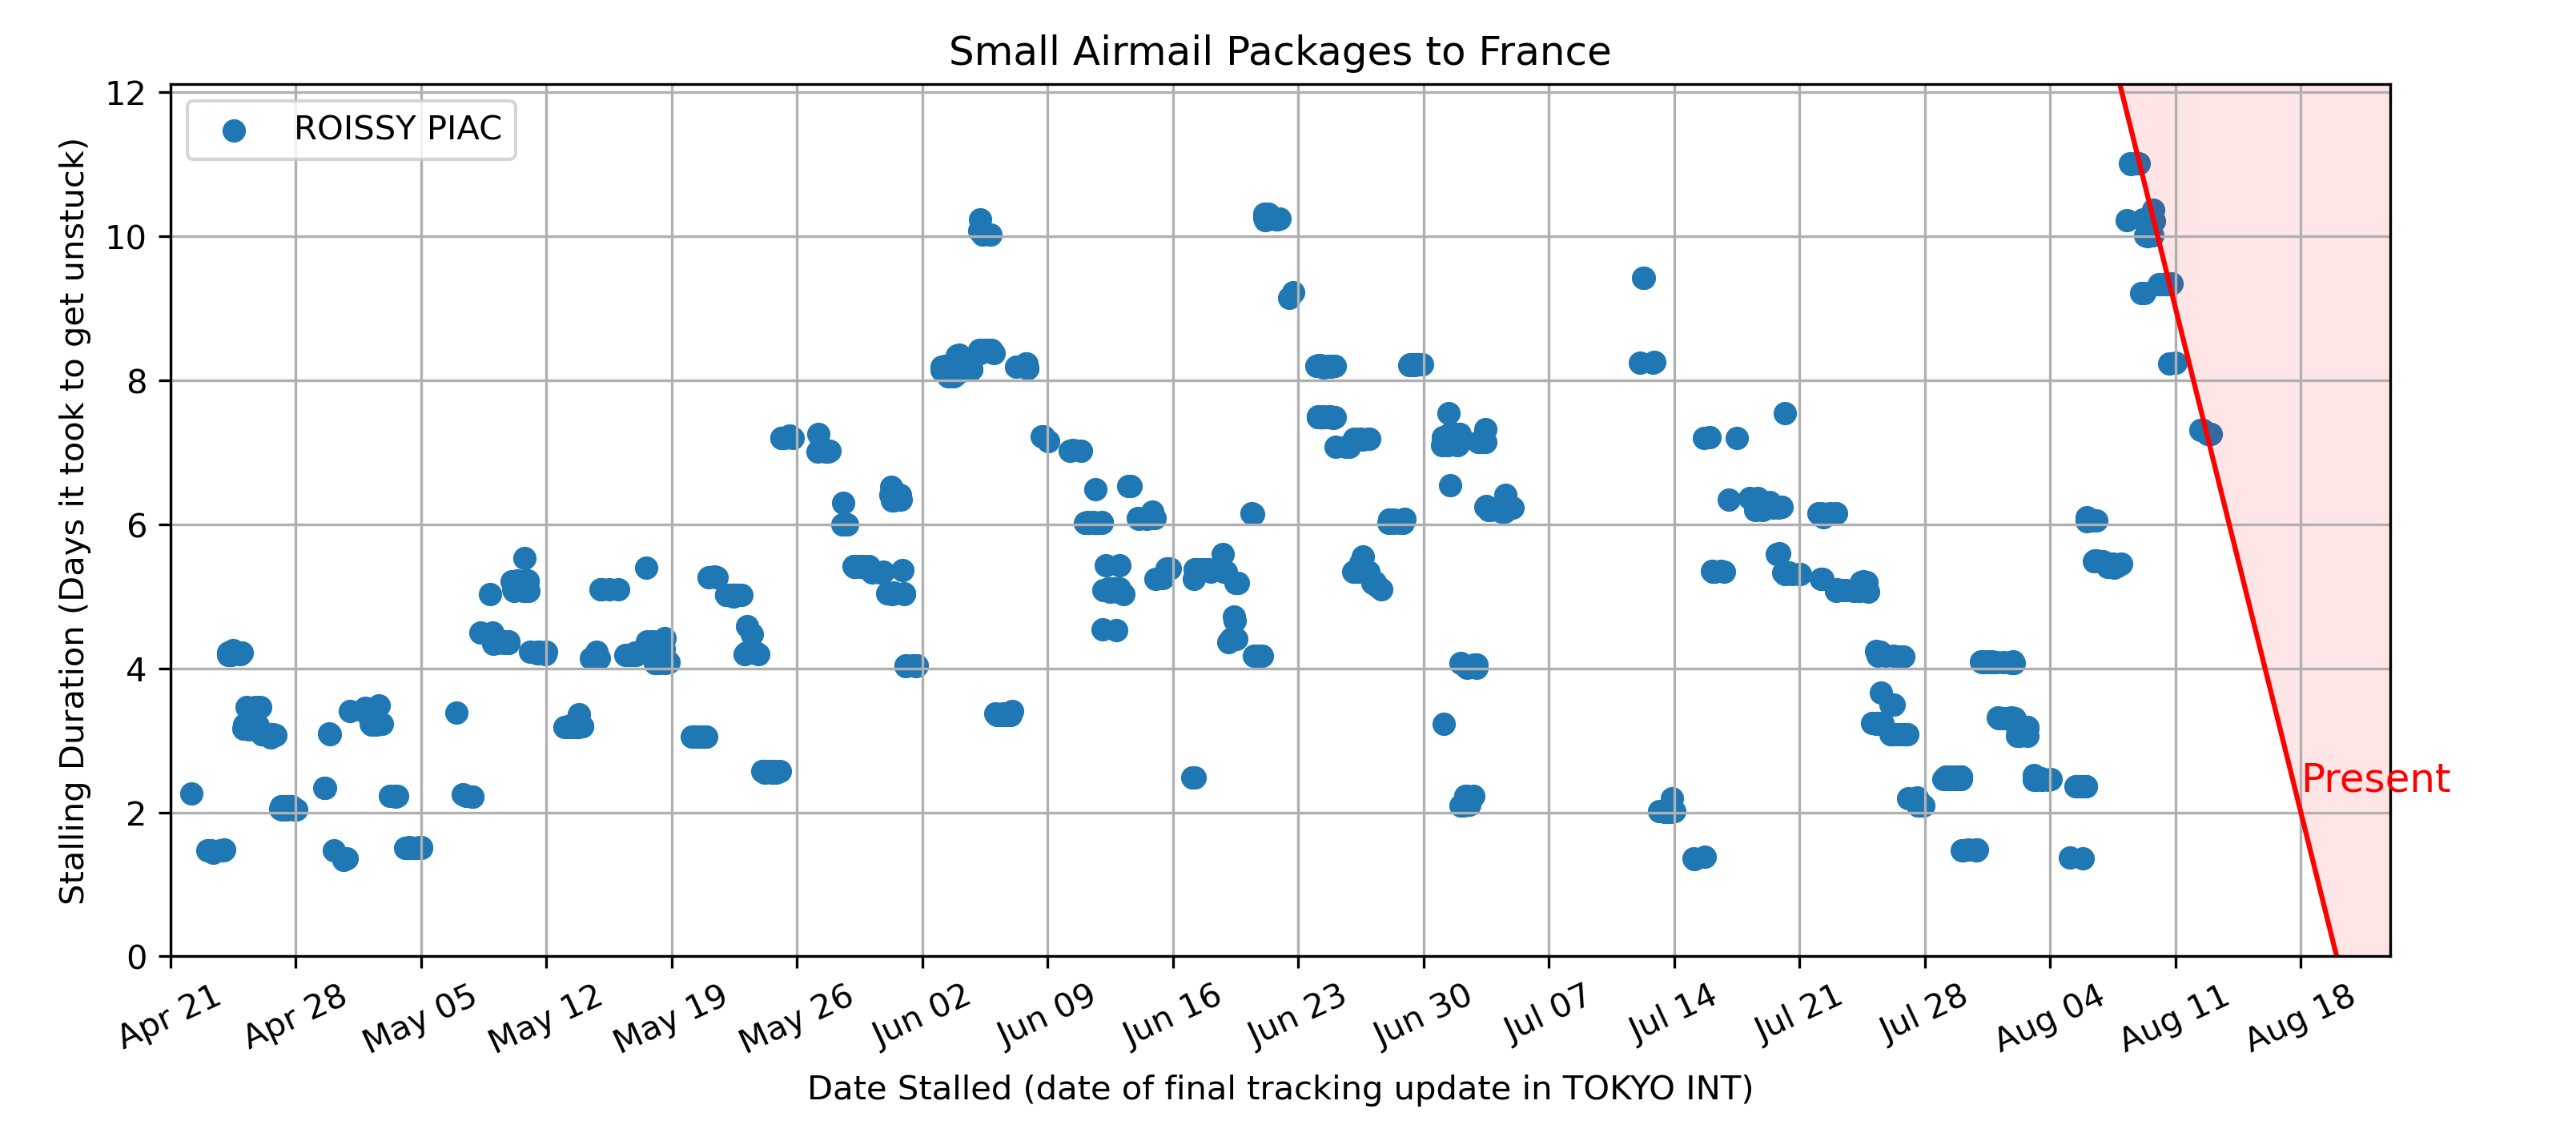 Small Airmail Packages to France
ROISSY PIAC
Stalling Duration (Days it took to get unstuck)
12
10
8
6
4
2
0
Present
Apr 21
Apr 28
May 05
May 12
May 19
May 26
Jun 02
Jun 09
Jun 16
Jun 23
Jun 30
Jul 07
Jul 14
Jul 21
Jul 28
Aug 04
Aug 11
Aug 18
Date Stalled (date of final tracking update in TOKYO INT)